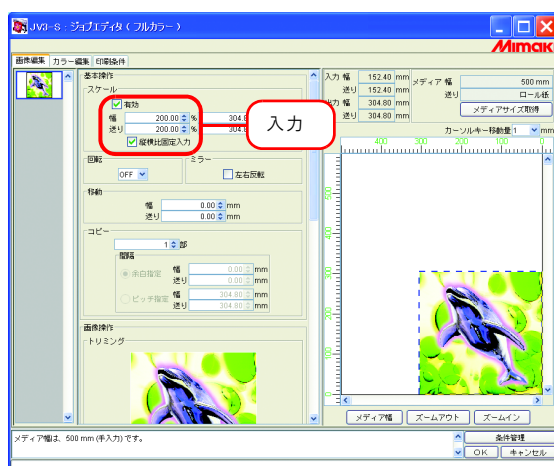 JV3-S : ジョブエディタ ( フルカラー )
Mimaki
画像編集 カラー編集 印刷条件
基本操作
スケール
有効
幅 200.00 % 304.8
送り 200.00 % 304.8
縦横比固定入力
入力
回転
OFF
ミラー
左右反転
移動
幅 0.00 mm
送り 0.00 mm
コピー
1 部
間隔
余白指定 幅 0.00 mm
送り 0.00 mm
ピッチ指定 幅 304.80 mm
送り 304.80 mm
画像操作
トリミング
入力 幅 152.40 mm
送り 152.40 mm
出力 幅 304.80 mm
送り 304.80 mm
メディア 幅 500 mm
送り ロール紙
メディアサイズ取得
カーソルキー移動量 1 mm
400 300 200 100 0
500
400
300
200
100
0
メディア幅 ズームアウト ズームイン
メディア幅は、500 mm (手入力) です。
条件管理
OK キャンセル